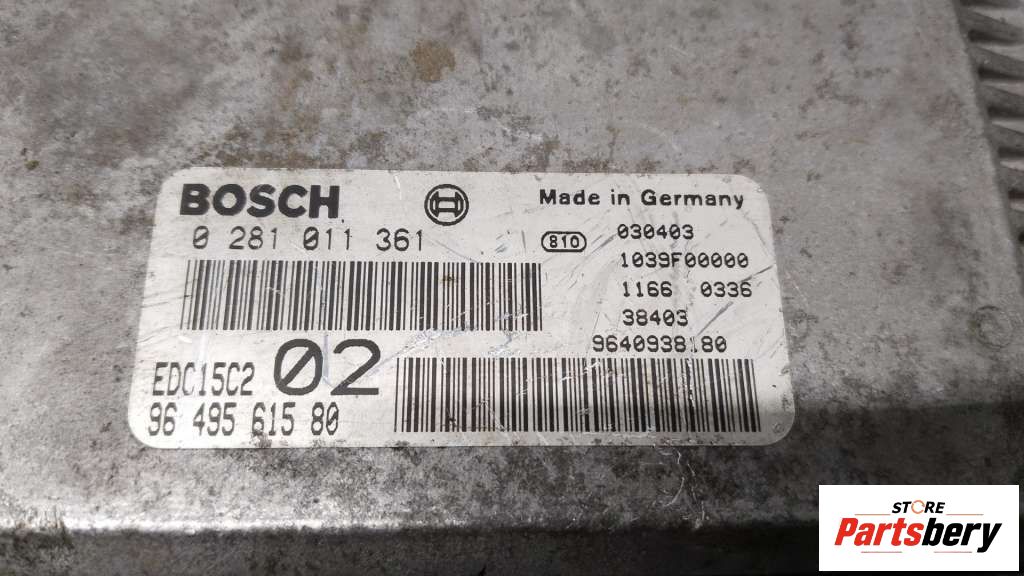 BOSCH
Made in Germany
0 281 011 361
810
030403
1039F00000
1166 0336
38403
9640938180
EDC15C2 02
96 495 615 80
STORE
Partsbery